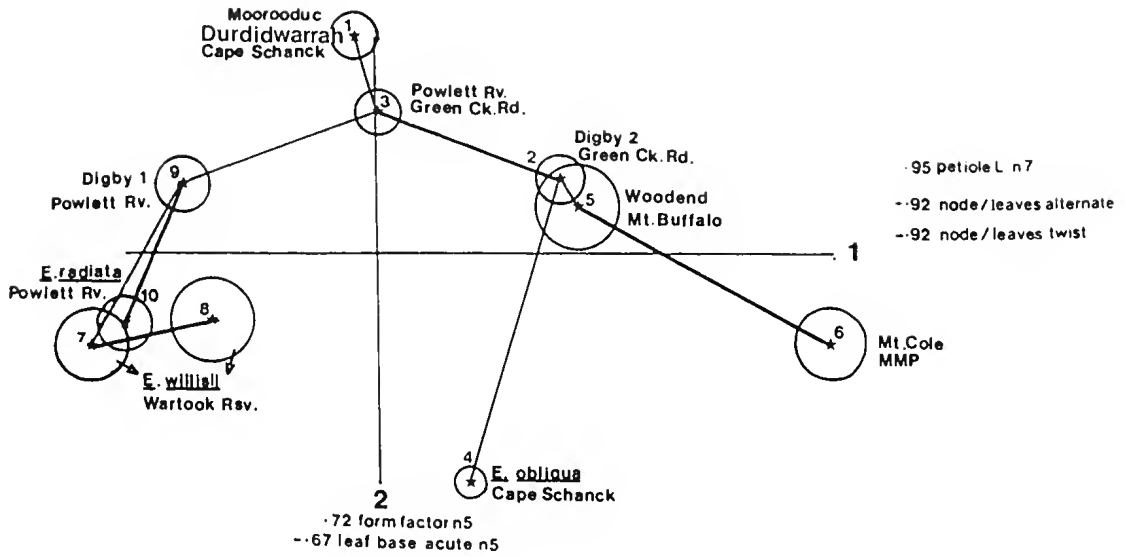 Moorooduc
Durdidwarrah
Cape Schanck
1
Powlett Rv.
Green Ck.Rd.
3
Digby 2
Green Ck.Rd.
2
Digby 1
Powlett Rv.
9
5
Woodend
Mt.Buffalo
·95 petiole L n7
-·92 node/leaves alternate
-·92 node/leaves twist
1
E.radiata
Powlett Rv.
10
8
7
6
Mt.Cole
MMP
E. willisii
Wartook Rsv.
4
E. obliqua
Cape Schanck
2
·72 form factor n5
-·67 leaf base acute n5